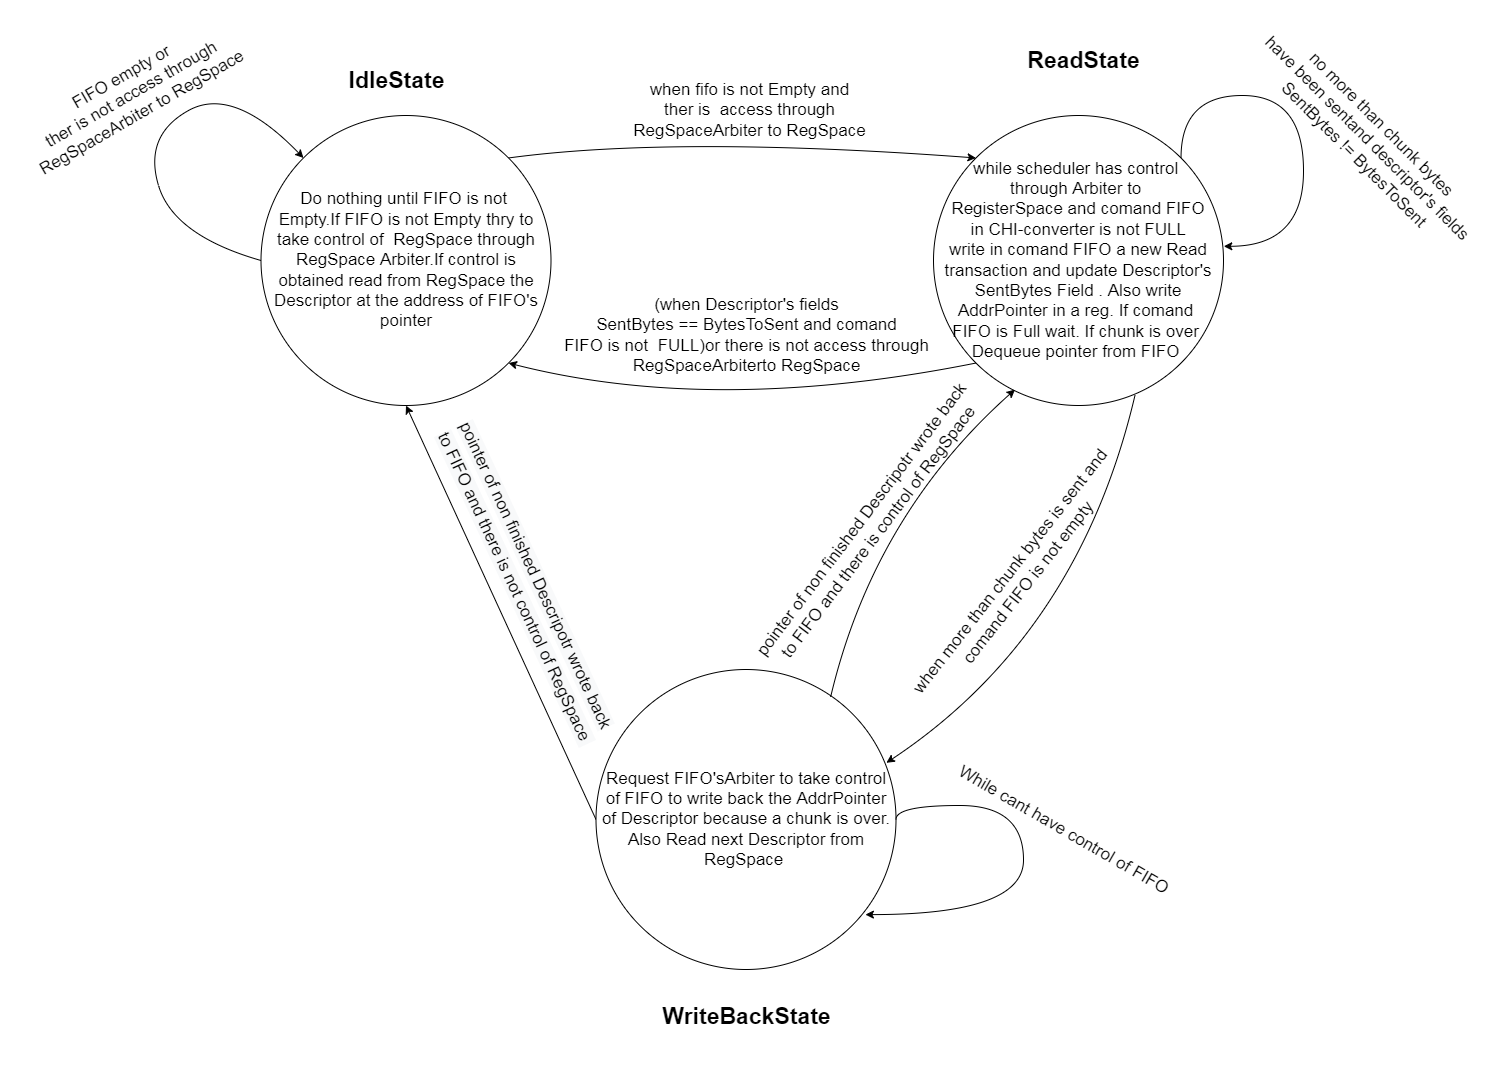 IdleState
ReadState
FIFO empty or
ther is not access through
RegSpaceArbiter to RegSpace
when fifo is not Empty and
ther is  access through
RegSpaceArbiter to RegSpace
no more than chunk bytes
have been sentand descriptor's fields
SentBytes != BytesToSent
Do nothing until FIFO is not
Empty.If FIFO is not Empty thry to
take control of  RegSpace through
RegSpace Arbiter.If control is
obtained read from RegSpace the
Descriptor at the address of FIFO's
pointer
while scheduler has control
through Arbiter to
RegisterSpace and comand FIFO
in CHI-converter is not FULL
write in comand FIFO a new Read
transaction and update Descriptor's
SentBytes Field . Also write
AddrPointer in a reg. If comand
FIFO is Full wait. If chunk is over
Dequeue pointer from FIFO
(when Descriptor's fields
SentBytes == BytesToSent and comand
FIFO is not  FULL)or there is not access through
RegSpaceArbiterto RegSpace
pointer of non finished Descripotr wrote back
to FIFO and there is not control of RegSpace
pointer of non finished Descripotr wrote back
to FIFO and there is control of RegSpace
when more than chunk bytes is sent and
comand FIFO is not empty
Request FIFO'sArbiter to take control
of FIFO to write back the AddrPointer
of Descriptor because a chunk is over.
Also Read next Descriptor from
RegSpace
While cant have control of FIFO
WriteBackState